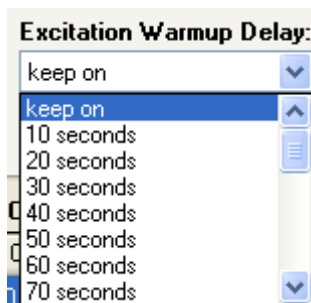 Excitation Warmup Delay:
keep on
keep on
10 seconds
20 seconds
30 seconds
40 seconds
50 seconds
60 seconds
70 seconds